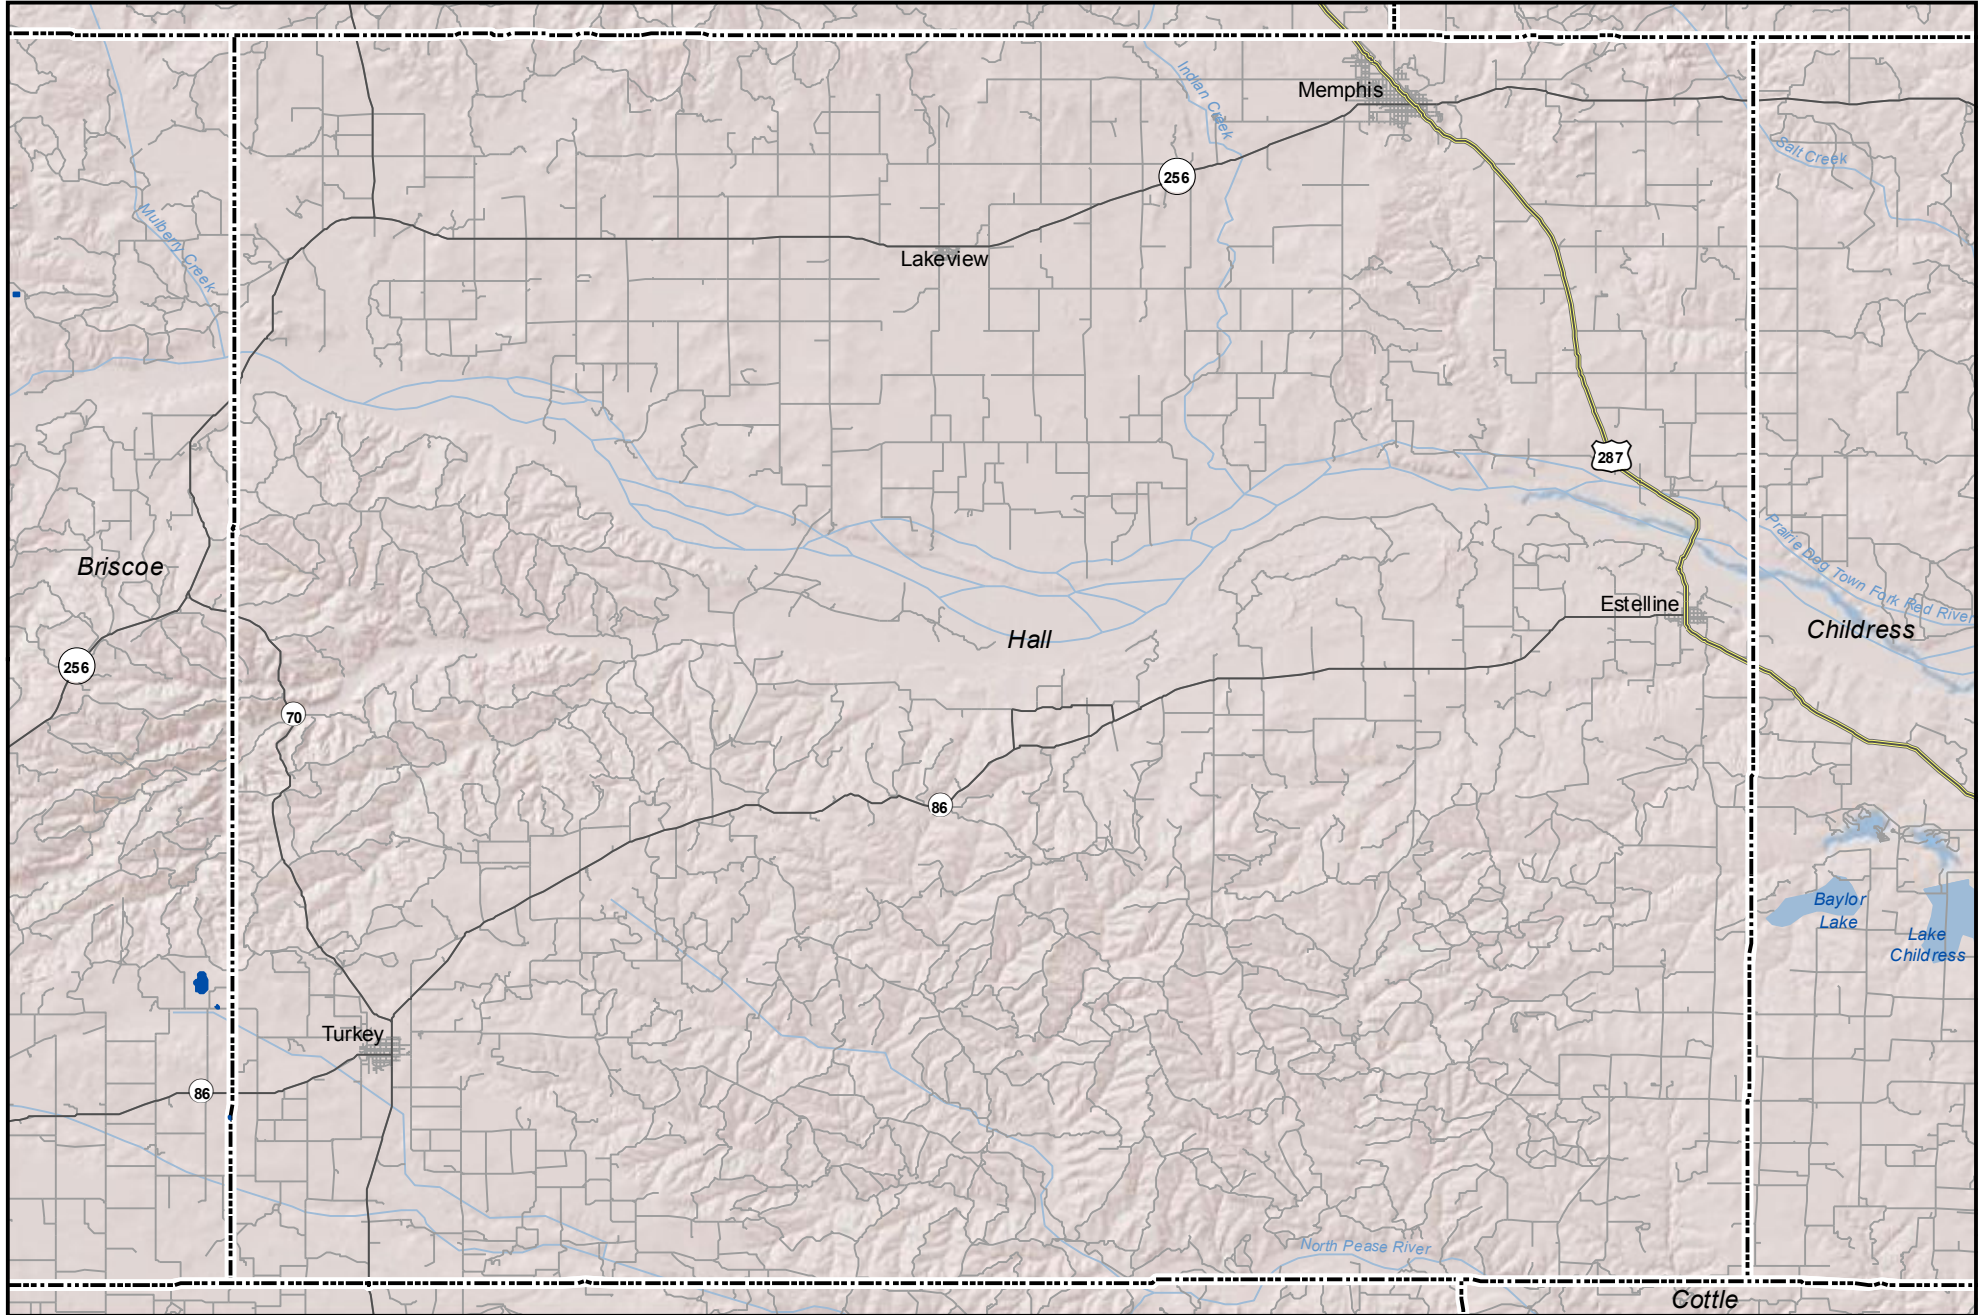 Memphis
Indian Creek
Salt Creek
256
Mulberry Creek
Lakeview
287
Prairie Dog Town Fork Red River
Briscoe
Estelline
Childress
Hall
256
70
86
Baylor
Lake
Lake
Childress
Turkey
86
North Pease River
Cottle